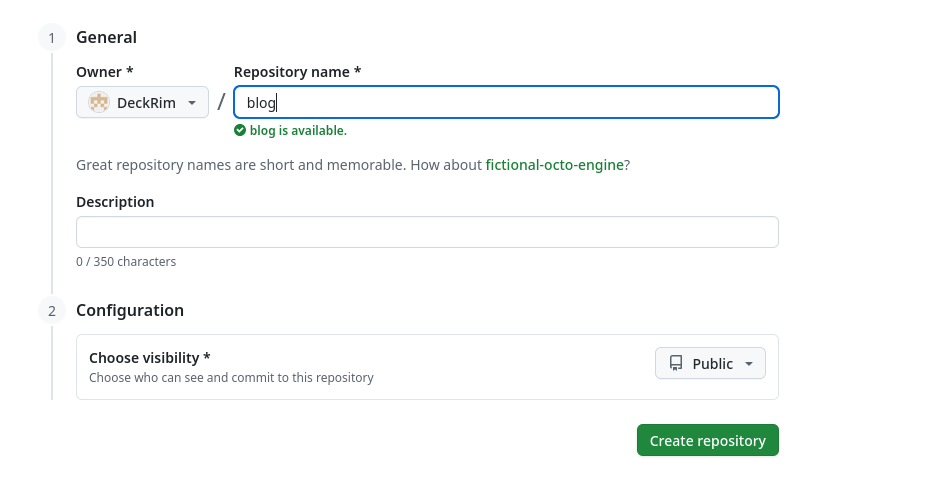 1 General
Owner * Repository name *
DeckRim / blog
blog is available.
Great repository names are short and memorable. How about fictional-octo-engine?
Description
0 / 350 characters
2 Configuration
Choose visibility *
Choose who can see and commit to this repository
Public
Create repository